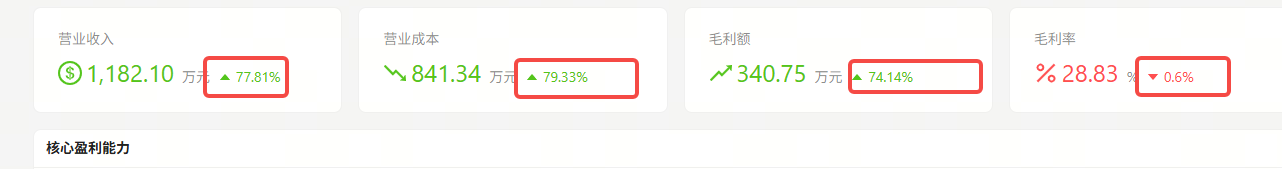 营业收入
1,182.10 万元 77.81%
营业成本
841.34 万元 79.33%
毛利额
340.75 万元 74.14%
毛利率
28.83 % 0.6%
核心盈利能力